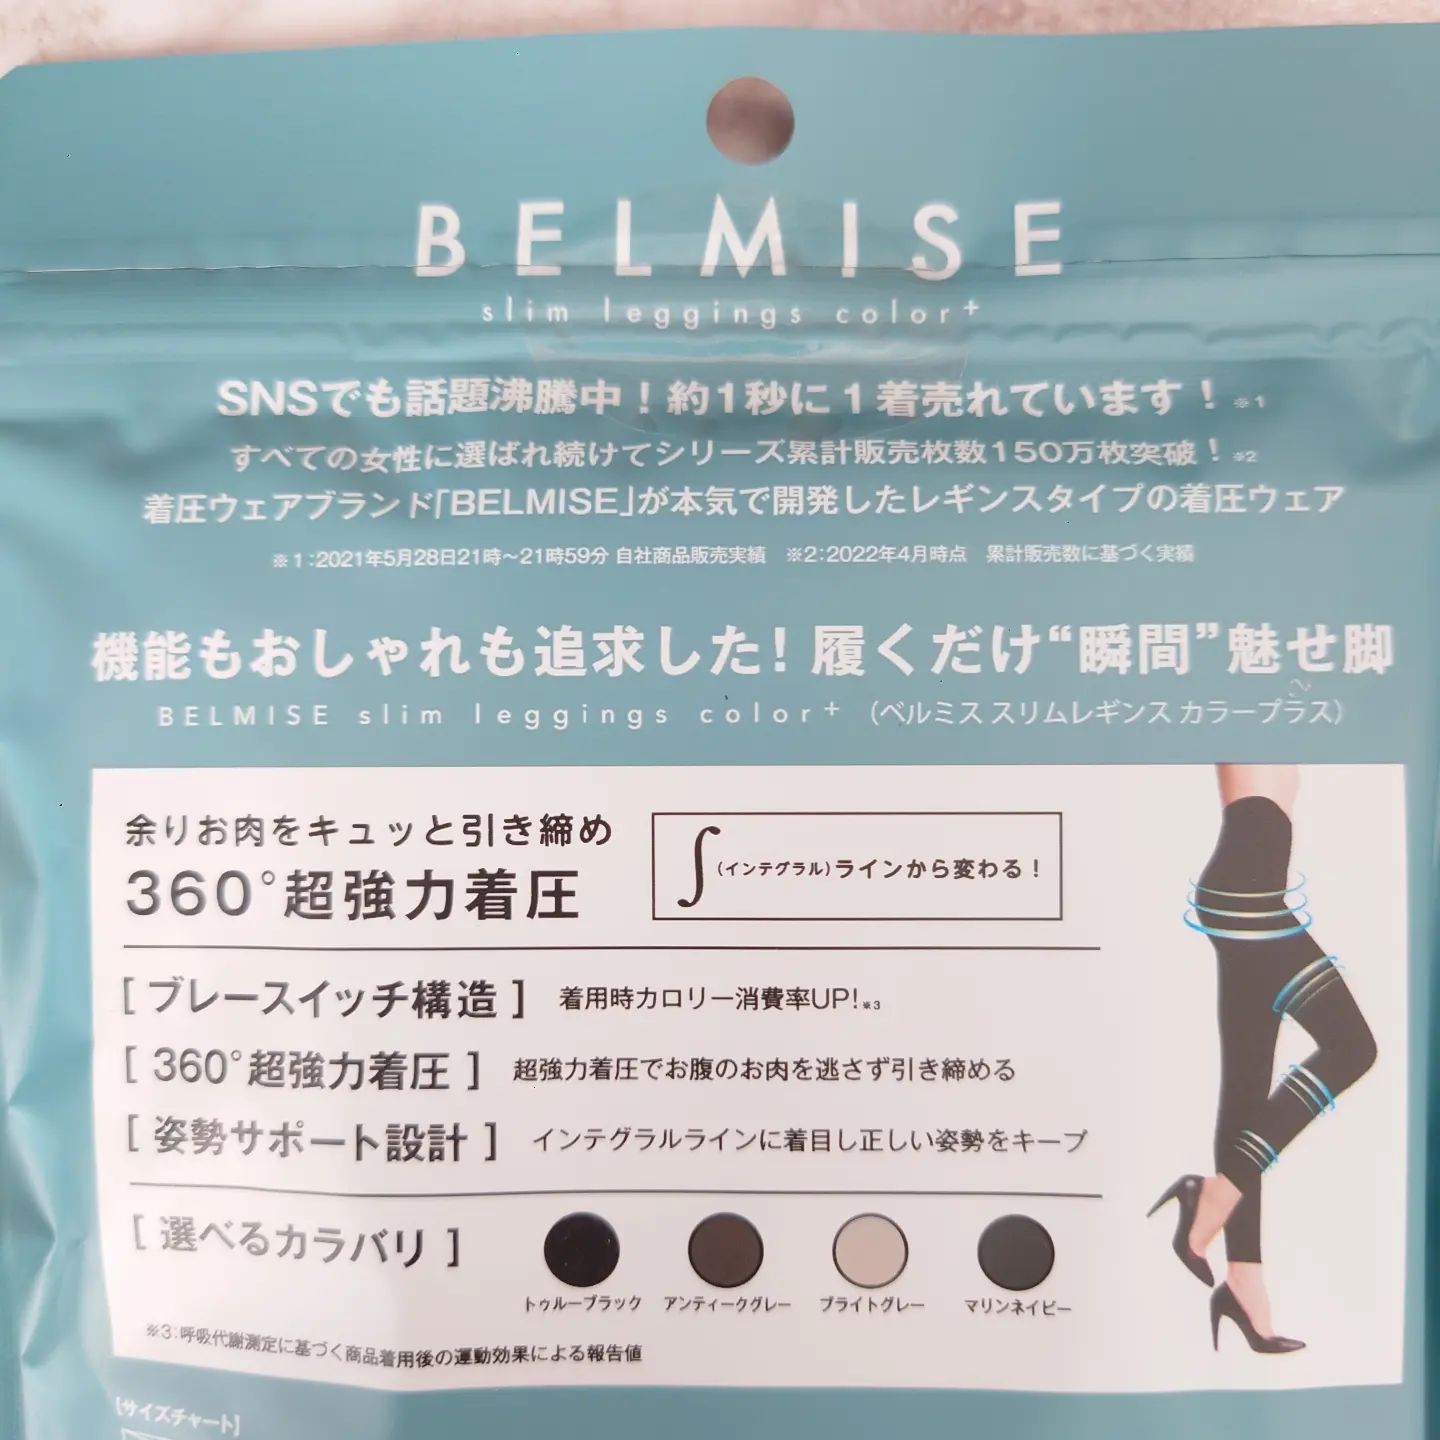 BELMISE
slim leggings color+
SNSでも話題沸騰中！約1秒に1着売れています！※1
すべての女性に選ばれ続けてシリーズ累計販売枚数150万枚突破！※2
着圧ウェアブランド「BELMISE」が本気で開発したレギンスタイプの着圧ウェア
※1：2021年5月28日21時〜21時59分 自社商品販売実績　※2：2022年4月時点　累計販売数に基づく実績
機能もおしゃれも追求した！履くだけ“瞬間”魅せ脚
BELMISE slim leggings color+（ベルミス スリムレギンス カラープラス）
余りお肉をキュッと引き締め
360°超強力着圧
∫（インテグラル）ラインから変わる！
［ブレースイッチ構造］ 着用時カロリー消費率UP！※3
［360°超強力着圧］ 超強力着圧でお腹のお肉を逃さず引き締める
［姿勢サポート設計］ インテグララルラインに着目し正しい姿勢をキープ
［選べるカラバリ］
トゥルーブラック アンティークグレー ブライトグレー マリンネイビー
※3：呼吸代謝測定に基づく商品着用後の運動効果による報告値
［サイズチャート］